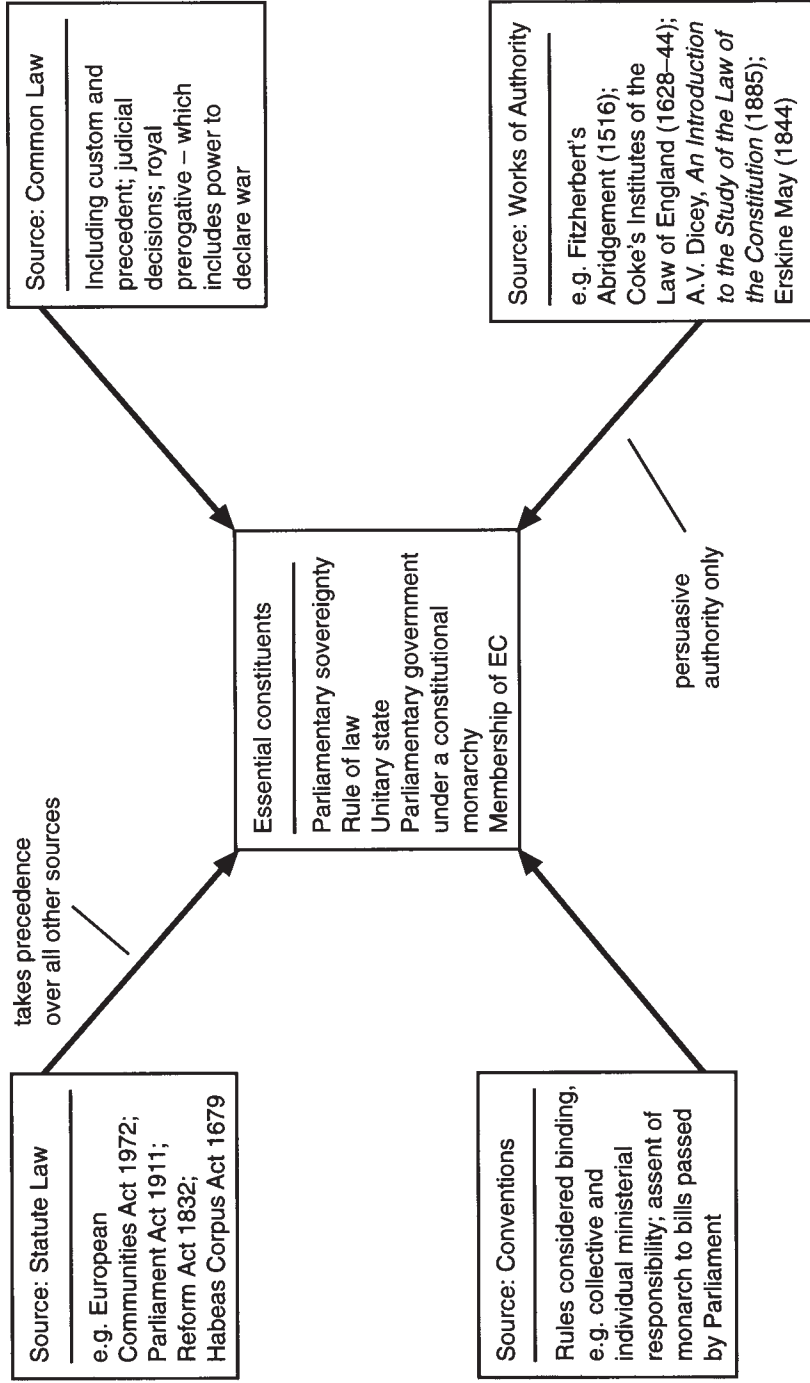 takes precedence
over all other sources
Source: Statute Law
e.g. European
Communities Act 1972;
Parliament Act 1911;
Reform Act 1832;
Habeas Corpus Act 1679
Source: Common Law
Including custom and
precedent; judicial
decisions; royal
prerogative – which
includes power to
declare war
Essential constituents
Parliamentary sovereignty
Rule of law
Unitary state
Parliamentary government
under a constitutional
monarchy
Membership of EC
Source: Conventions
Rules considered binding,
e.g. collective and
individual ministerial
responsibility; assent of
monarch to bills passed
by Parliament
persuasive
authority only
Source: Works of Authority
e.g. Fitzherbert's
Abridgement (1516);
Coke's Institutes of the
Law of England (1628–44);
A.V. Dicey, An Introduction
to the Study of the Law of
the Constitution (1885);
Erskine May (1844)